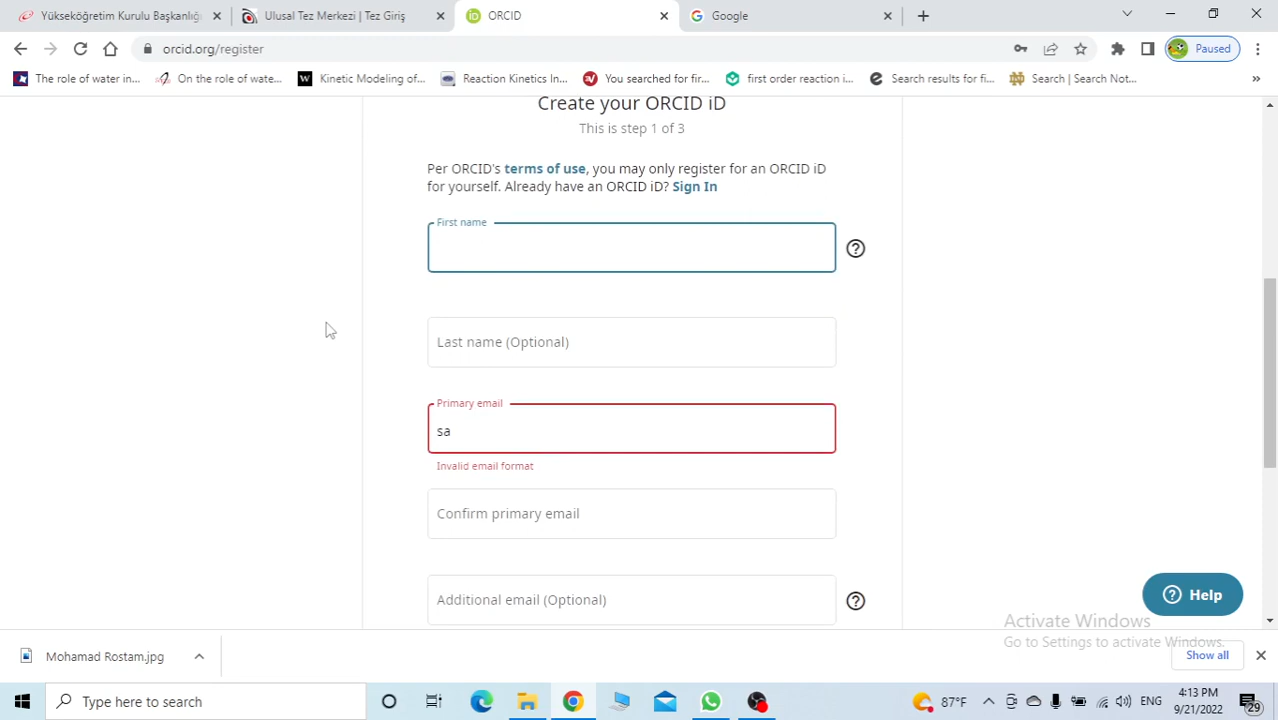 Yükseköğretim Kurulu Başkanlığı
Ulusal Tez Merkezi | Tez Giriş
ORCID
Google
orcid.org/register
Paused
The role of water in...
On the role of wate...
Kinetic Modeling of...
Reaction Kinetics In...
You searched for fir...
first order reaction i...
Search results for fi...
Search | Search Not...
»
Create your ORCID iD
This is step 1 of 3
Per ORCID's terms of use, you may only register for an ORCID iD
for yourself. Already have an ORCID iD? Sign In
First name
Last name (Optional)
Primary email
sa
Invalid email format
Confirm primary email
Additional email (Optional)
Help
Activate Windows
Go to Settings to activate Windows.
Mohamad Rostam.jpg
Show all
Type here to search
87°F
ENG
4:13 PM
9/21/2022
29